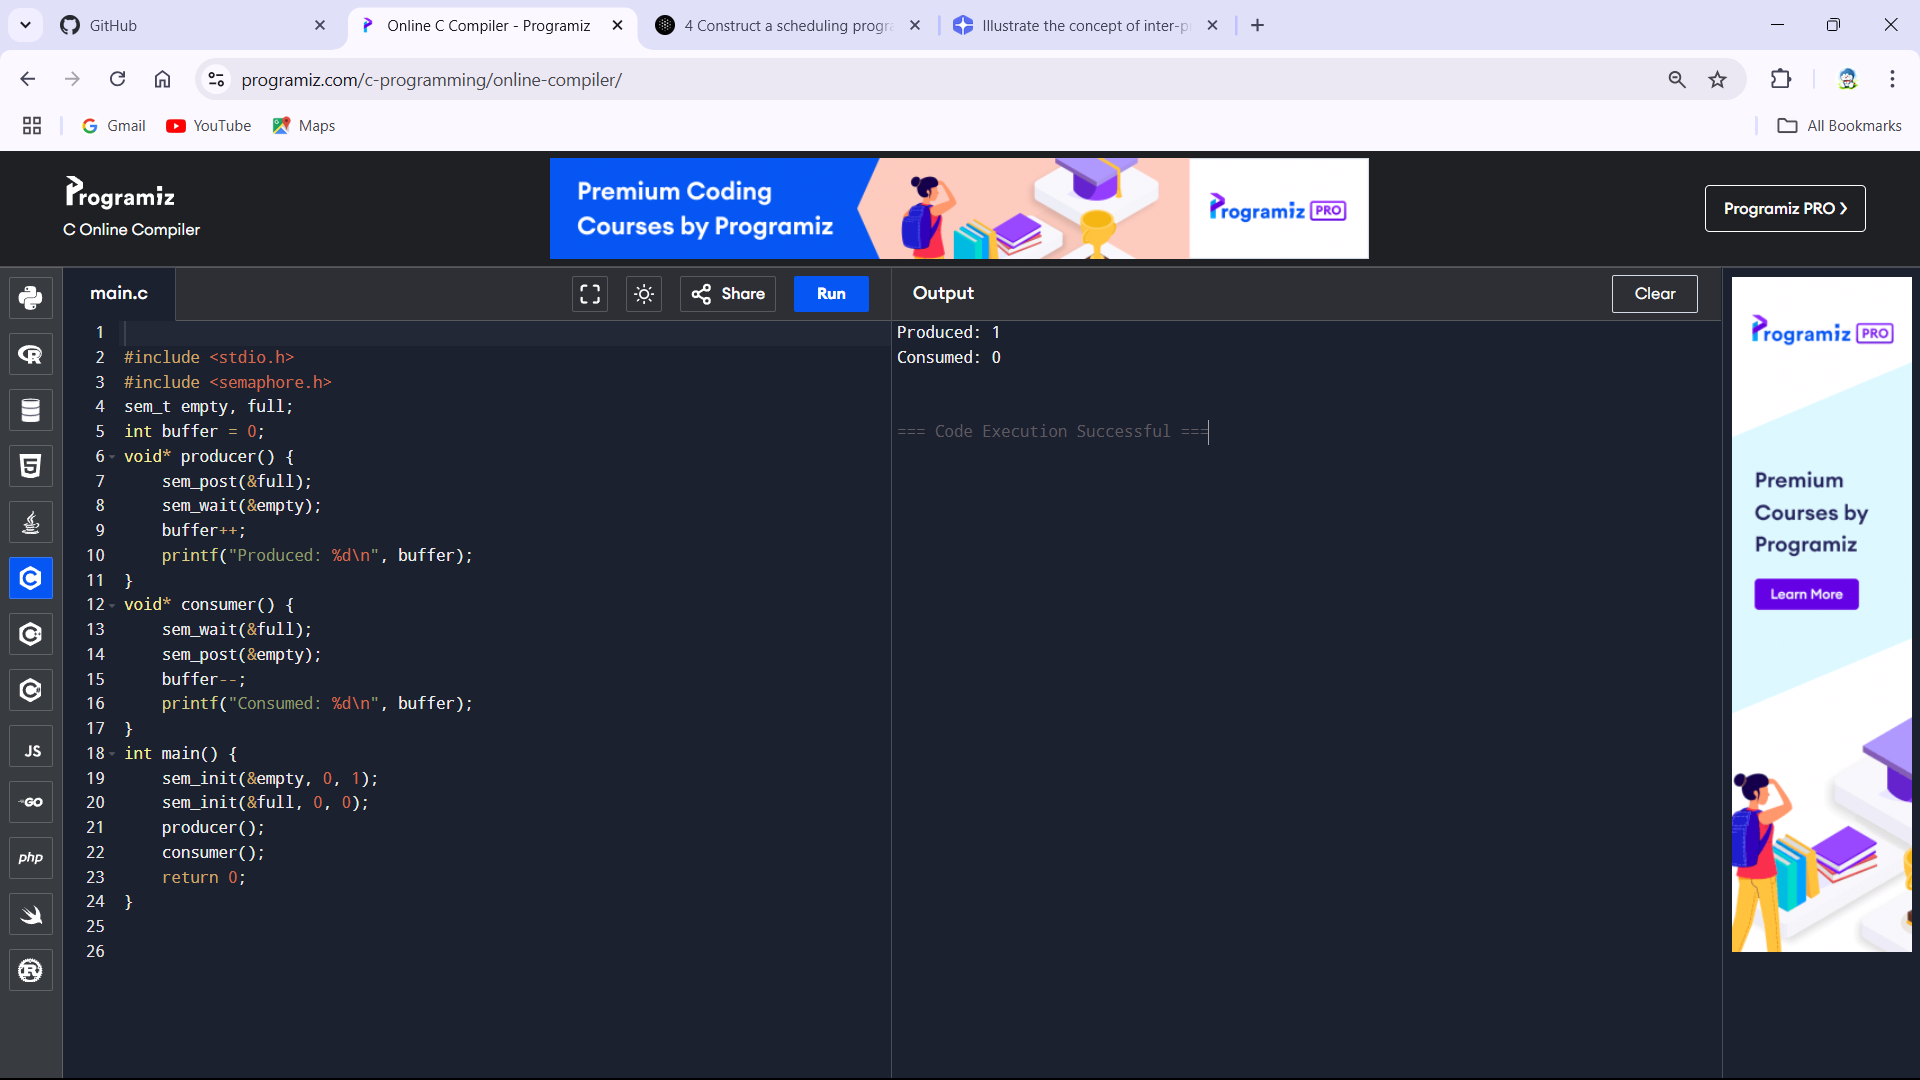 GitHub
Online C Compiler - Programiz
4 Construct a scheduling progra
Illustrate the concept of inter-p
programiz.com/c-programming/online-compiler/
Gmail
YouTube
Maps
All Bookmarks
Programiz
C Online Compiler
Premium Coding
Courses by Programiz
Programiz PRO
Programiz PRO ❯
main.c
Share
Run
Output
Clear
1
2 #include <stdio.h>
3 #include <semaphore.h>
4 sem_t empty, full;
5 int buffer = 0;
6 void* producer() {
7     sem_post(&full);
8     sem_wait(&empty);
9     buffer++;
10     printf("Produced: %d\n", buffer);
11 }
12 void* consumer() {
13     sem_wait(&full);
14     sem_post(&empty);
15     buffer--;
16     printf("Consumed: %d\n", buffer);
17 }
18 int main() {
19     sem_init(&empty, 0, 1);
20     sem_init(&full, 0, 0);
21     producer();
22     consumer();
23     return 0;
24 }
25
26
Produced: 1
Consumed: 0
=== Code Execution Successful ===
Programiz PRO
Premium
Courses by
Programiz
Learn More
JS
GO
php